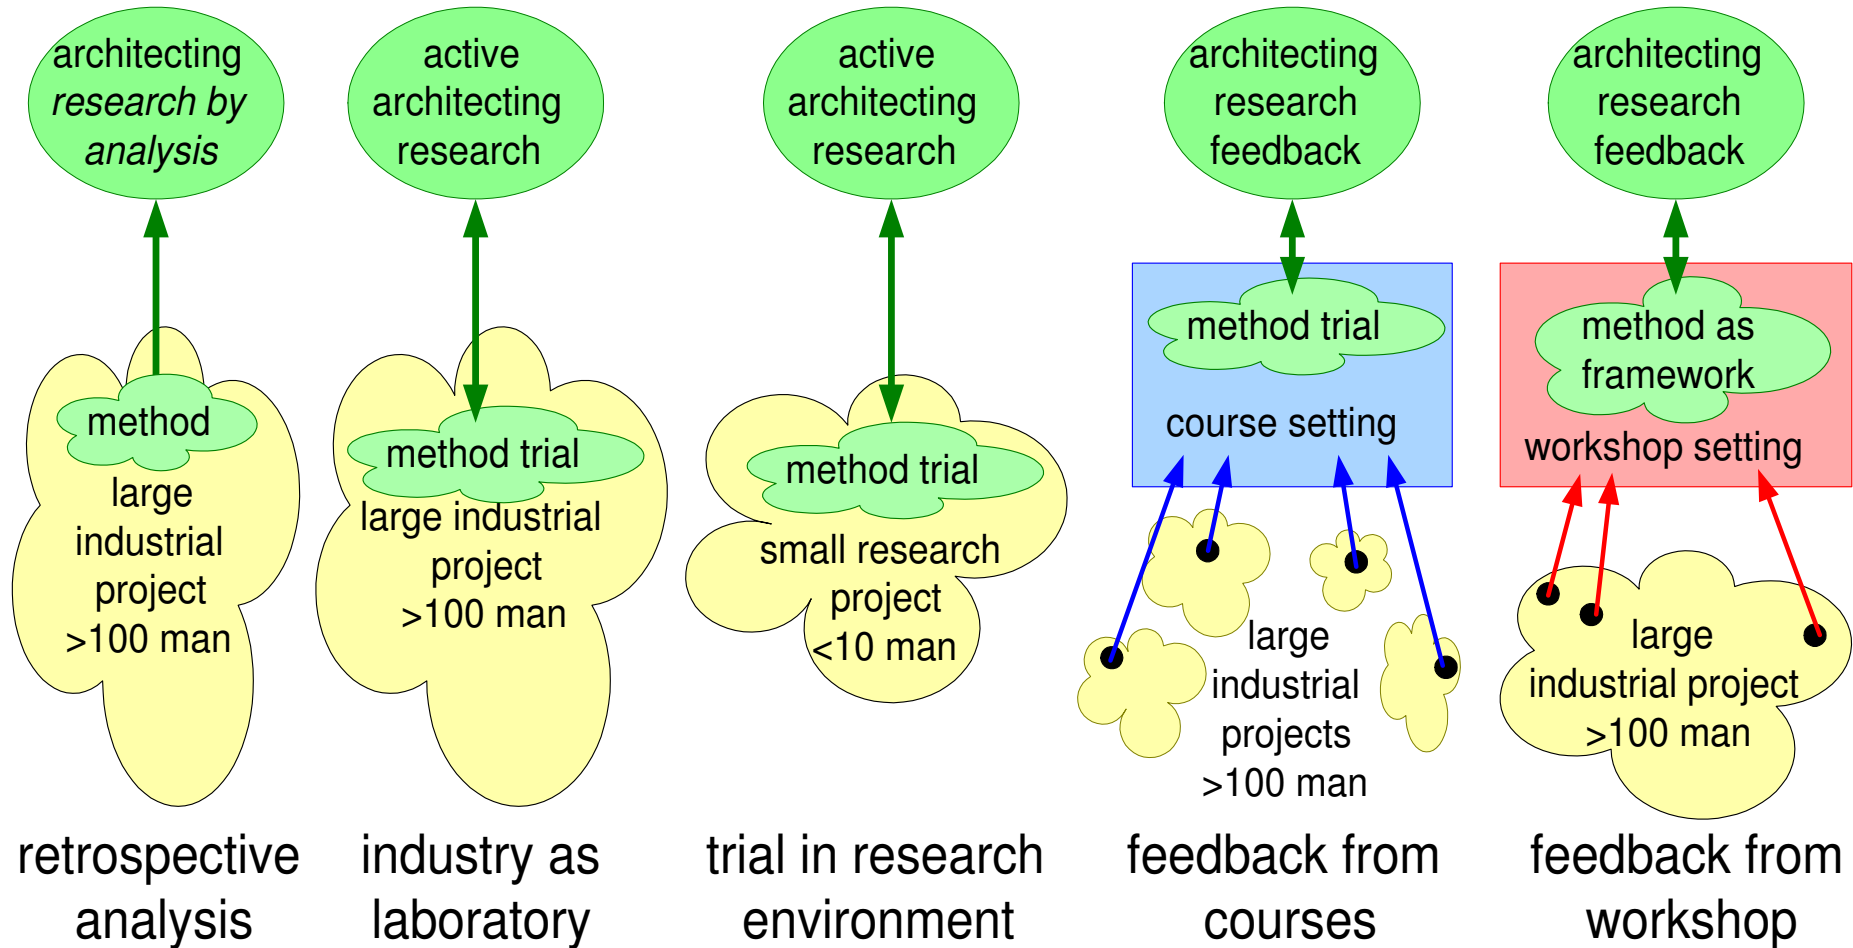 architecting
research by
analysis
method
large
industrial
project
>100 man
retrospective
analysis
active
architecting
research
method trial
large industrial
project
>100 man
industry as
laboratory
active
architecting
research
method trial
small research
project
<10 man
trial in research
environment
architecting
research
feedback
method trial
course setting
large
industrial
projects
>100 man
feedback from
courses
architecting
research
feedback
method as
framework
workshop setting
large
industrial project
>100 man
feedback from
workshop